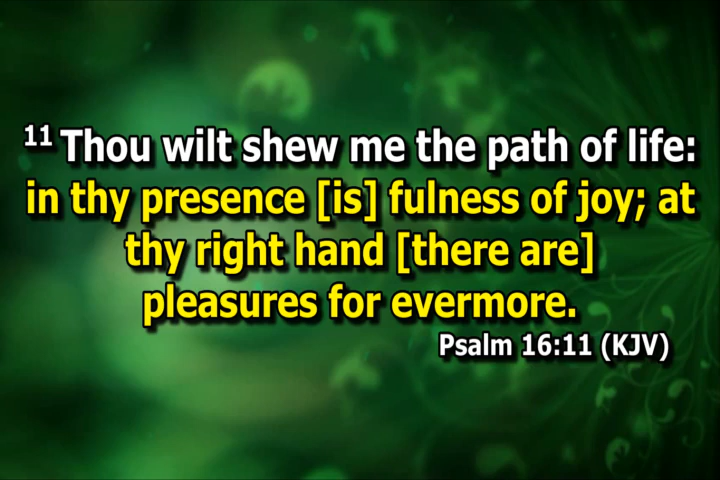 11 Thou wilt shew me the path of life:
in thy presence [is] fulness of joy; at
thy right hand [there are]
pleasures for evermore.
Psalm 16:11 (KJV)